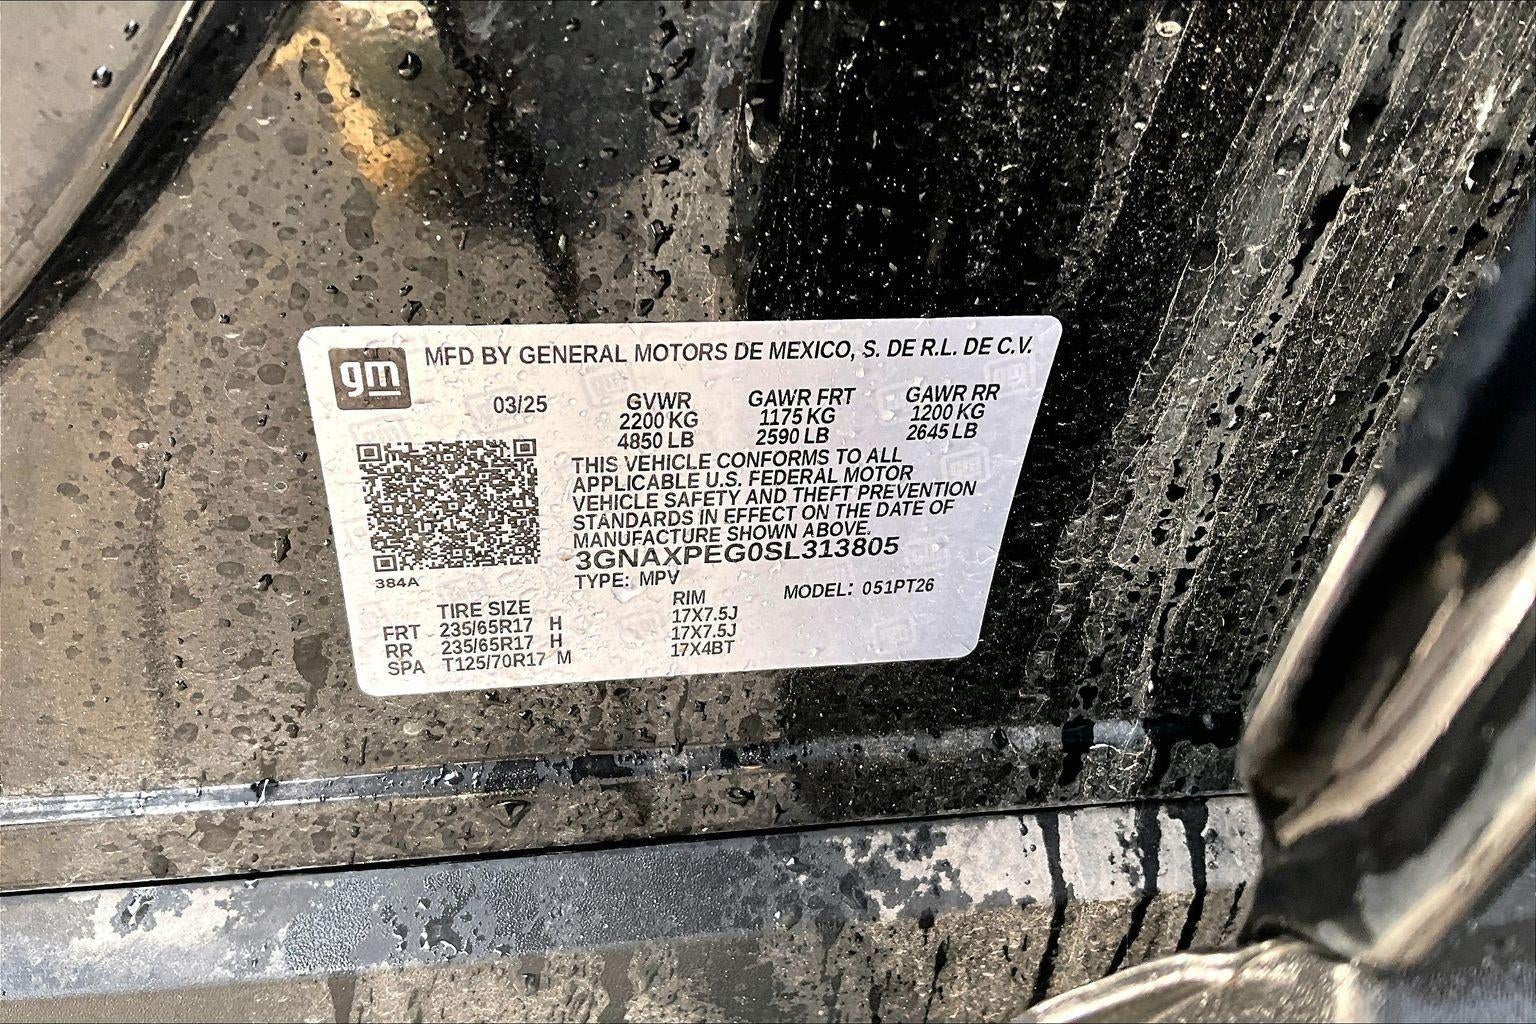 gm
MFD BY GENERAL MOTORS DE MEXICO, S. DE R.L. DE C.V.
03/25 GVWR GAWR FRT GAWR RR
2200 KG 1175 KG 1200 KG
4850 LB 2590 LB 2645 LB
THIS VEHICLE CONFORMS TO ALL
APPLICABLE U.S. FEDERAL MOTOR
VEHICLE SAFETY AND THEFT PREVENTION
STANDARDS IN EFFECT ON THE DATE OF
MANUFACTURE SHOWN ABOVE.
3GNAXPEG0SL313805
384A TYPE: MPV MODEL: 051PT26
TIRE SIZE RIM
FRT 235/65R17 H 17X7.5J
RR 235/65R17 H 17X7.5J
SPA T125/70R17 M 17X4BT